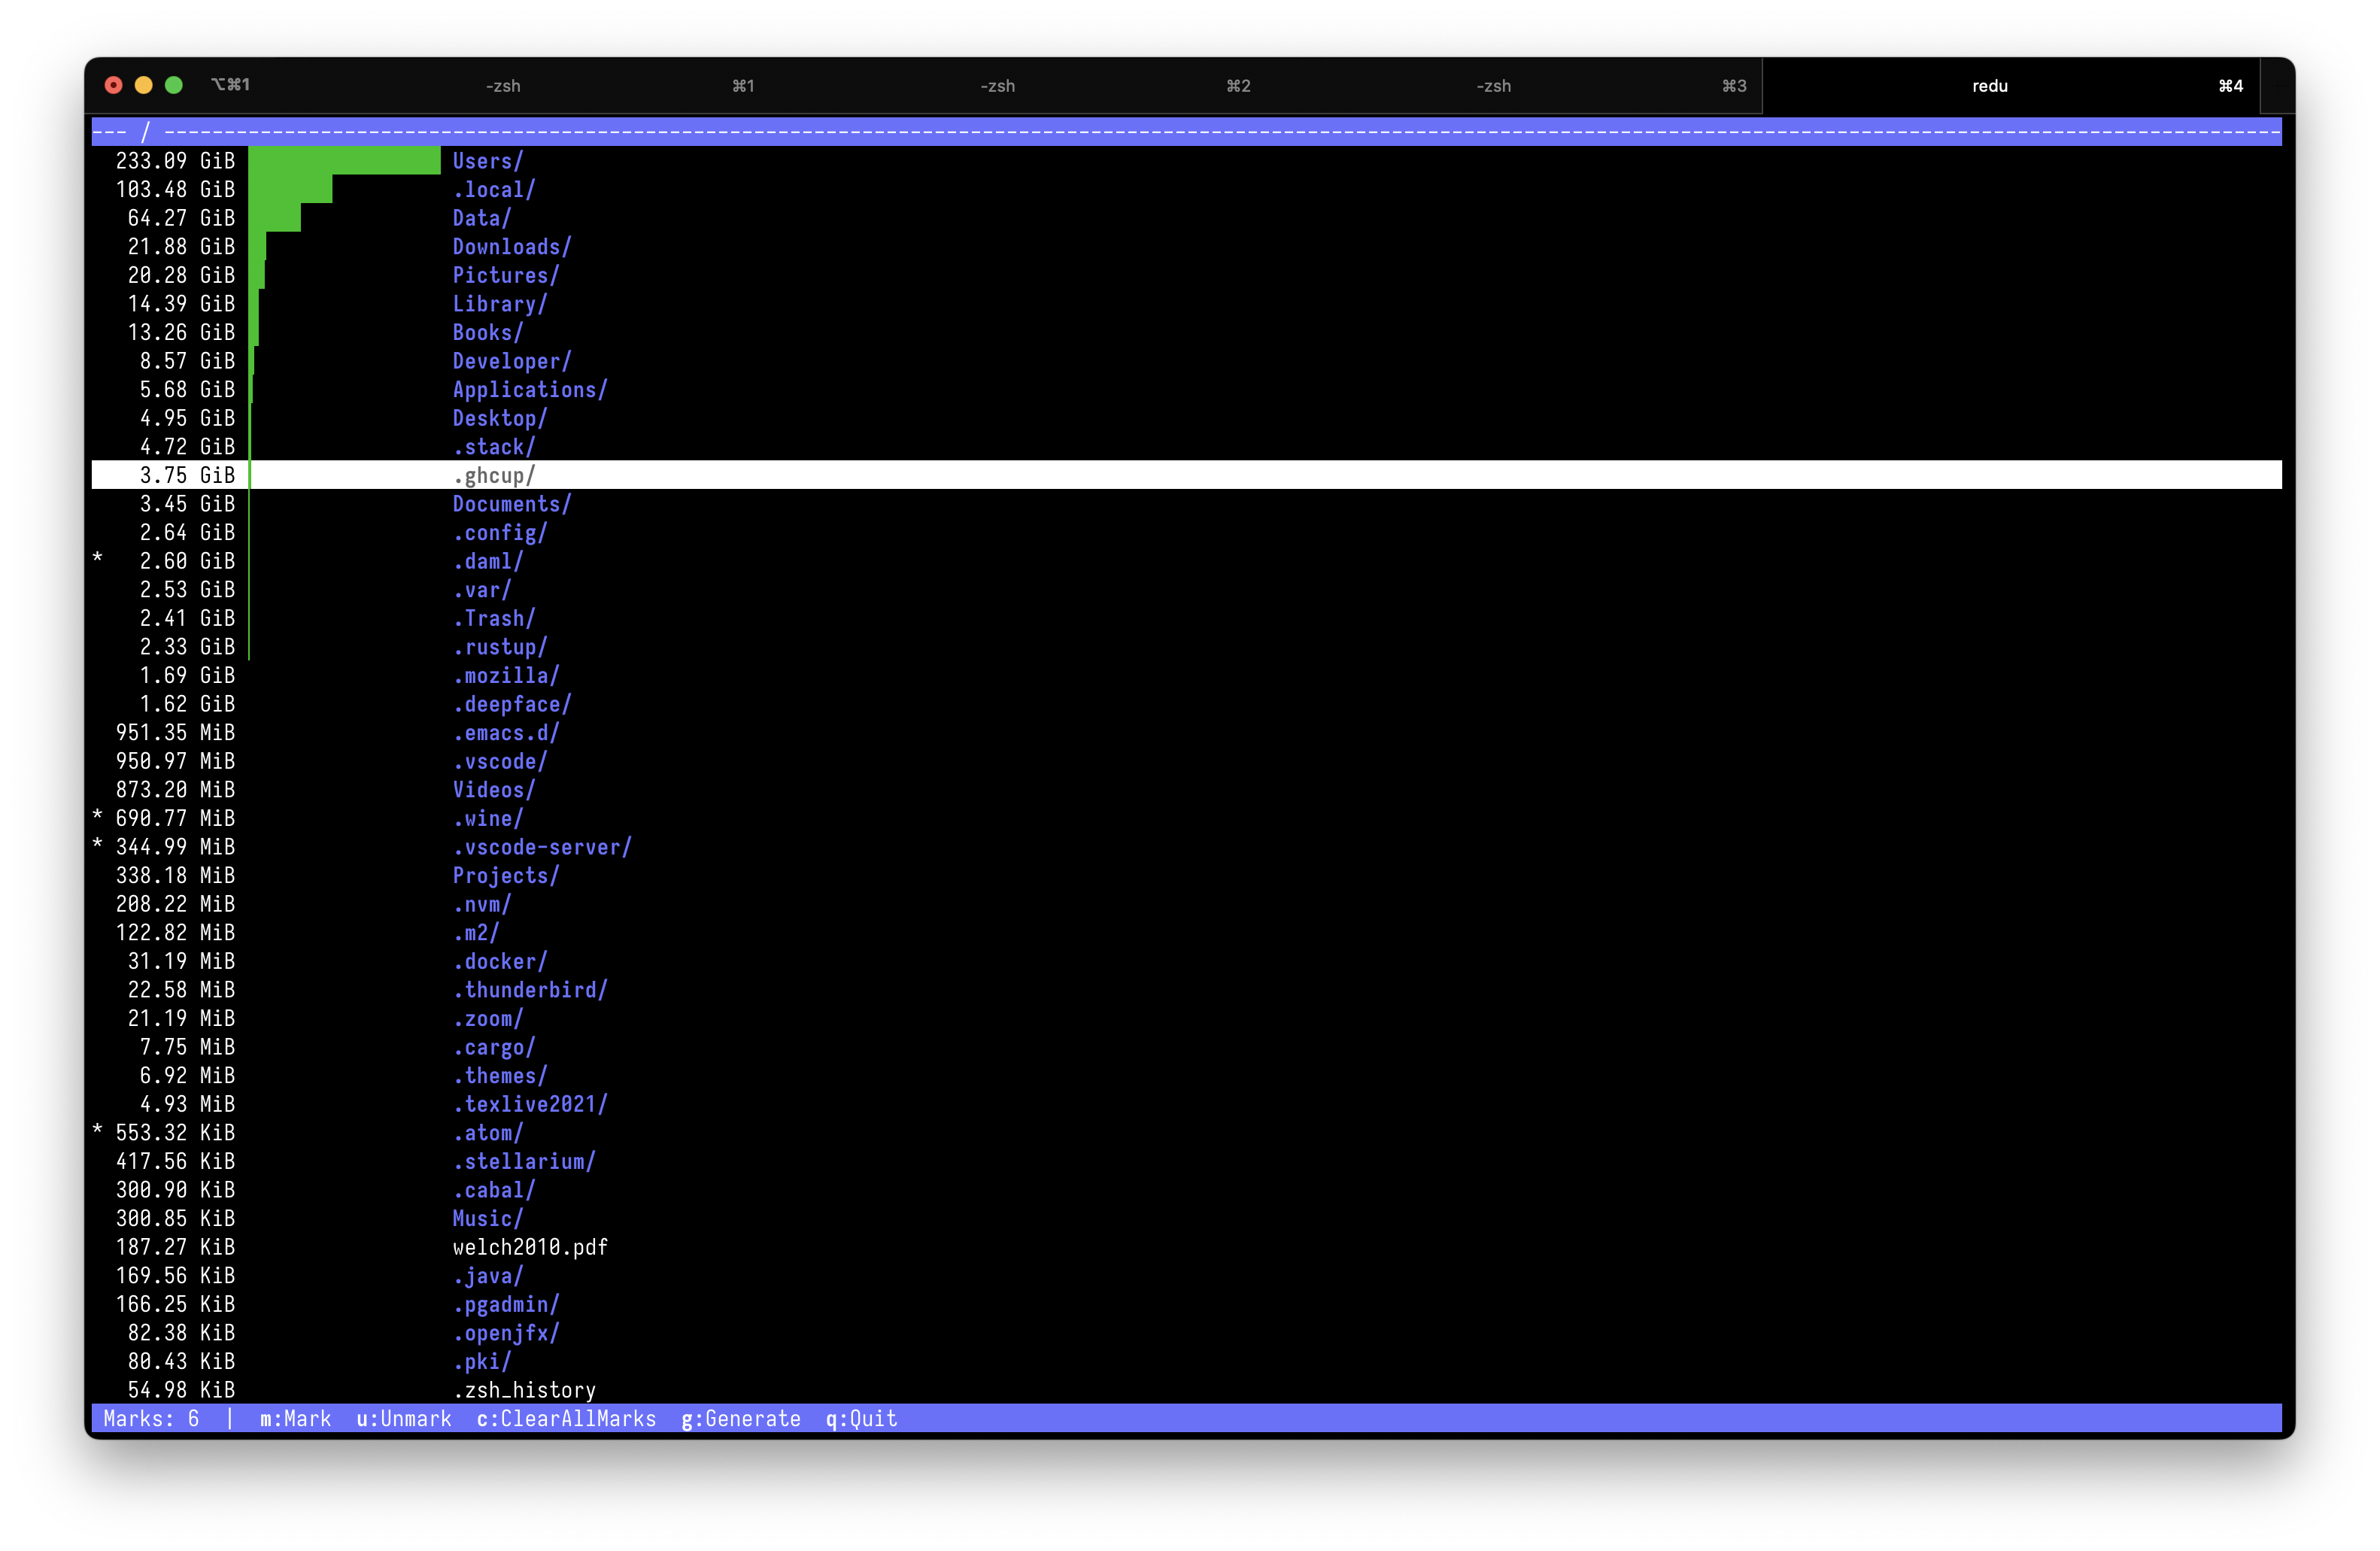 ⌥⌘1 -zsh ⌘1 -zsh ⌘2 -zsh ⌘3 redu ⌘4
--- / ---------------------------------------------------------------------------------------------------------------------------------------------------------------------------------
233.09 GiB Users/
103.48 GiB .local/
64.27 GiB Data/
21.88 GiB Downloads/
20.28 GiB Pictures/
14.39 GiB Library/
13.26 GiB Books/
8.57 GiB Developer/
5.68 GiB Applications/
4.95 GiB Desktop/
4.72 GiB .stack/
3.75 GiB .ghcup/
3.45 GiB Documents/
2.64 GiB .config/
* 2.60 GiB .daml/
2.53 GiB .var/
2.41 GiB .Trash/
2.33 GiB .rustup/
1.69 GiB .mozilla/
1.62 GiB .deepface/
951.35 MiB .emacs.d/
950.97 MiB .vscode/
873.20 MiB Videos/
* 690.77 MiB .wine/
* 344.99 MiB .vscode-server/
338.18 MiB Projects/
208.22 MiB .nvm/
122.82 MiB .m2/
31.19 MiB .docker/
22.58 MiB .thunderbird/
21.19 MiB .zoom/
7.75 MiB .cargo/
6.92 MiB .themes/
4.93 MiB .texlive2021/
* 553.32 KiB .atom/
417.56 KiB .stellarium/
300.90 KiB .cabal/
300.85 KiB Music/
187.27 KiB welch2010.pdf
169.56 KiB .java/
166.25 KiB .pgadmin/
82.38 KiB .openjfx/
80.43 KiB .pki/
54.98 KiB .zsh_history
Marks: 6 | m:Mark u:Unmark c:ClearAllMarks g:Generate q:Quit